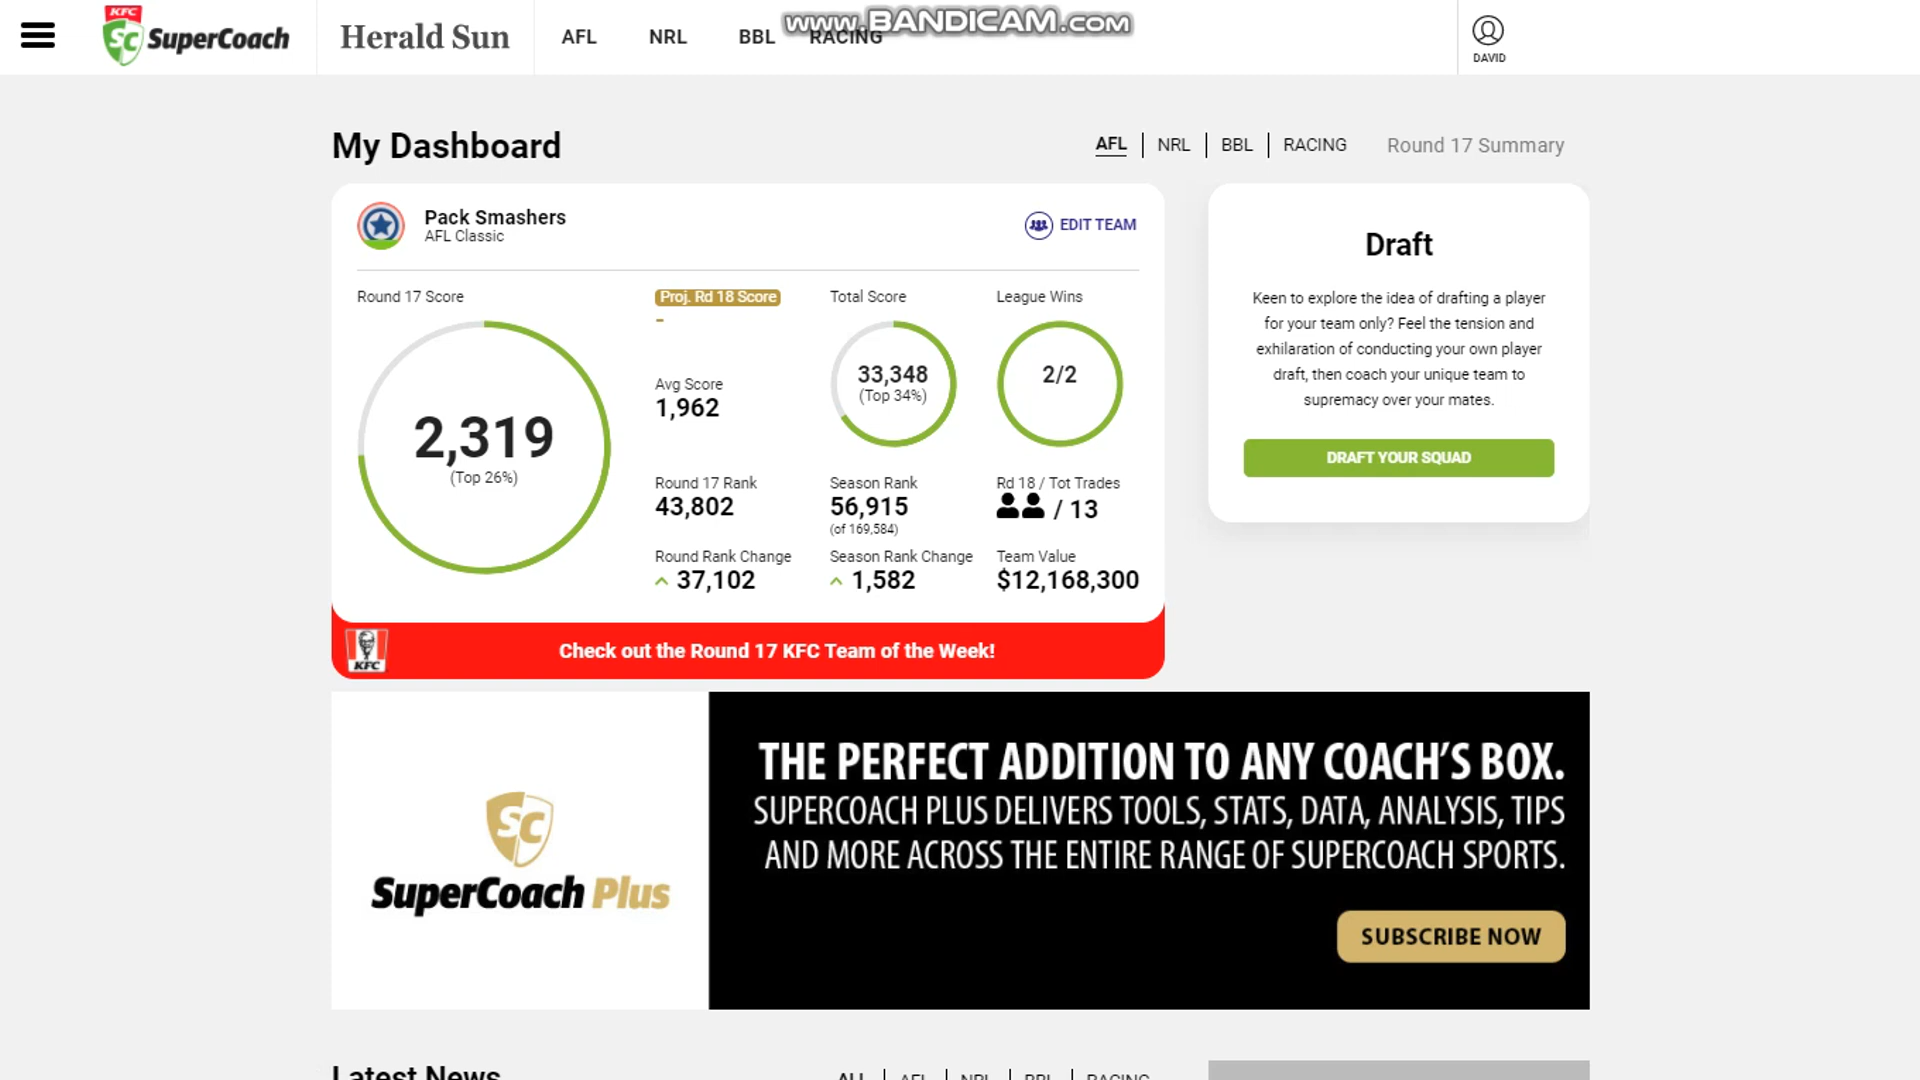 KFC
SC SuperCoach
Herald Sun
AFL
NRL
BBL
RACING
www.BANDICAM.com
DAVID
My Dashboard
AFL | NRL | BBL | RACING
Round 17 Summary
Pack Smashers
AFL Classic
EDIT TEAM
Round 17 Score
2,319
(Top 26%)
Proj. Rd 18 Score
-
Avg Score
1,962
Total Score
33,348
(Top 34%)
League Wins
2/2
Round 17 Rank
43,802
Season Rank
56,915
(of 169,584)
Rd 18 / Tot Trades
/ 13
Round Rank Change
37,102
Season Rank Change
1,582
Team Value
$12,168,300
KFC
Check out the Round 17 KFC Team of the Week!
Draft
Keen to explore the idea of drafting a player
for your team only? Feel the tension and
exhilaration of conducting your own player
draft, then coach your unique team to
supremacy over your mates.
DRAFT YOUR SQUAD
SC
SuperCoach Plus
THE PERFECT ADDITION TO ANY COACH'S BOX.
SUPERCOACH PLUS DELIVERS TOOLS, STATS, DATA, ANALYSIS, TIPS
AND MORE ACROSS THE ENTIRE RANGE OF SUPERCOACH SPORTS.
SUBSCRIBE NOW
Latest News
ALL | AFL | NRL | BBL | RACING